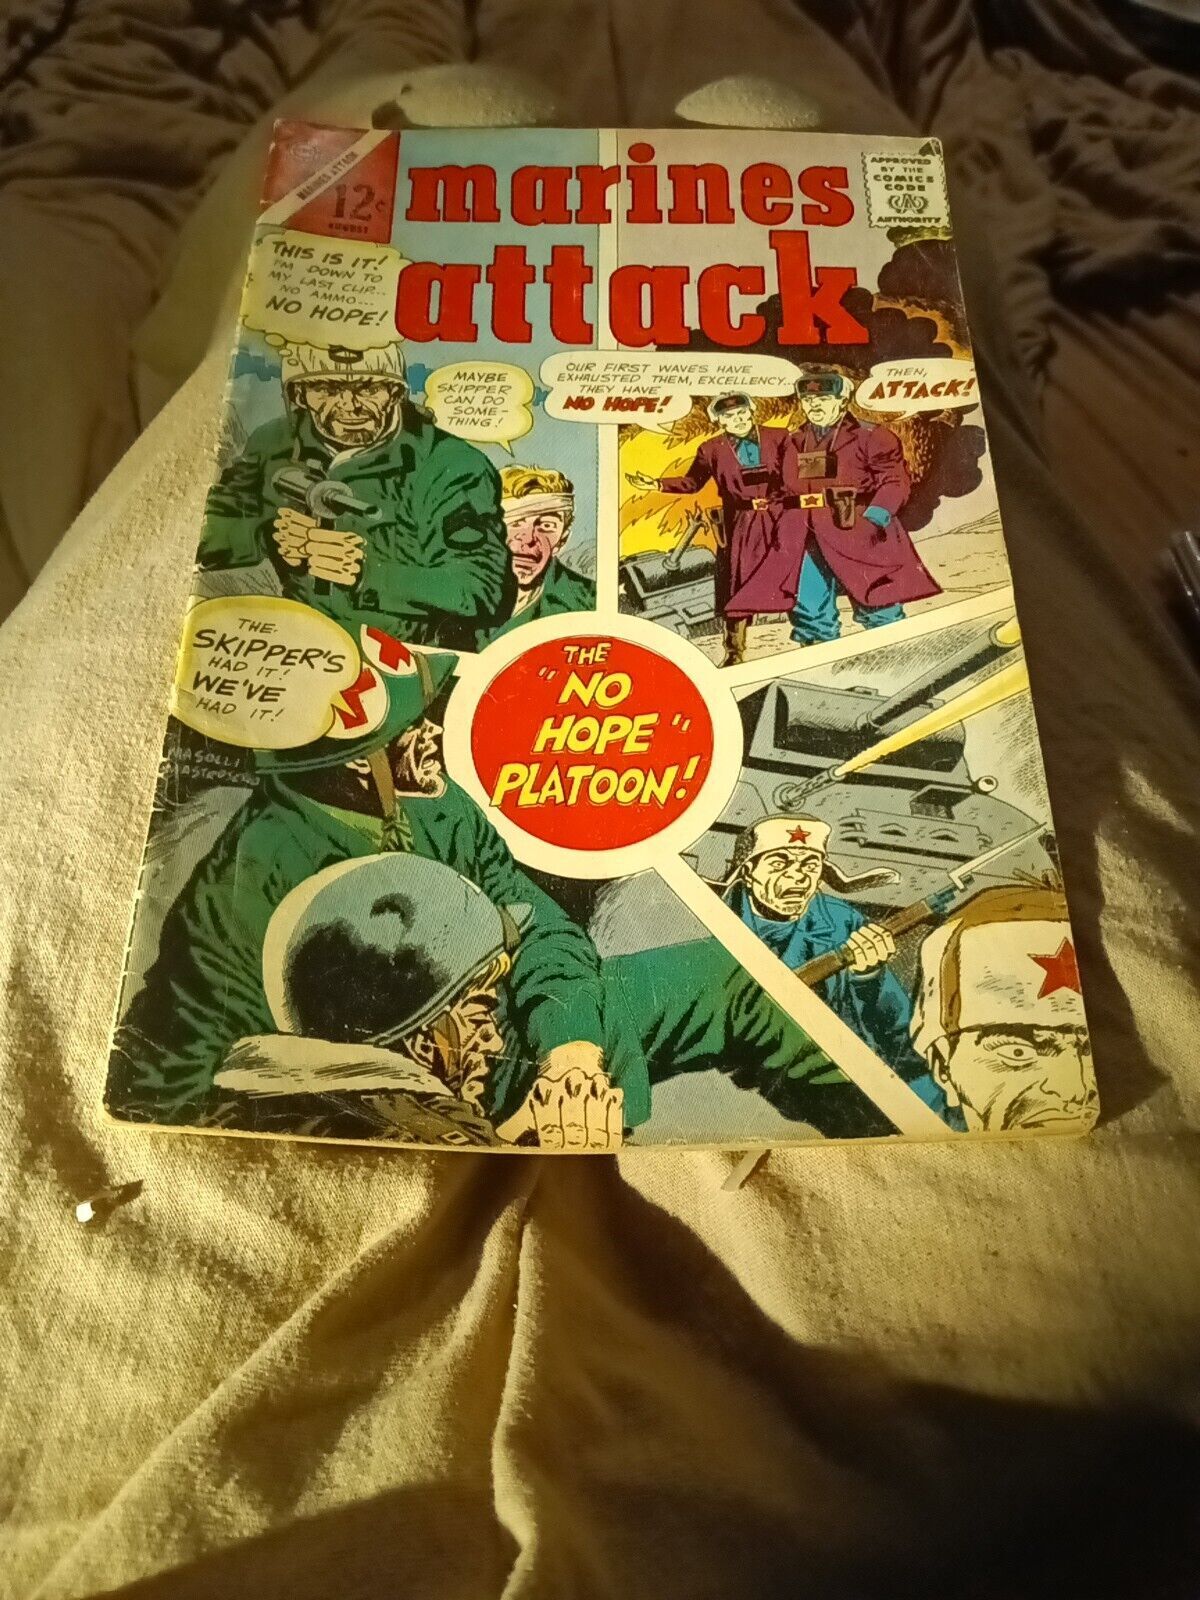 MARINES ATTACK
12¢
AUGUST
marines
attack
APPROVED
BY THE
COMICS
CODE
CA
AUTHORITY
THIS IS IT!
I'M DOWN TO
MY LAST CLIP...
NO AMMO...
NO HOPE!
MAYBE
SKIPPER
CAN DO
SOME-
THING!
OUR FIRST WAVES HAVE
EXHAUSTED THEM, EXCELLENCY...
THEY HAVE
NO HOPE!
THEN,
ATTACK!
THE
SKIPPER'S
HAD IT!
WE'VE
HAD IT!
THE
"NO
HOPE"
PLATOON!